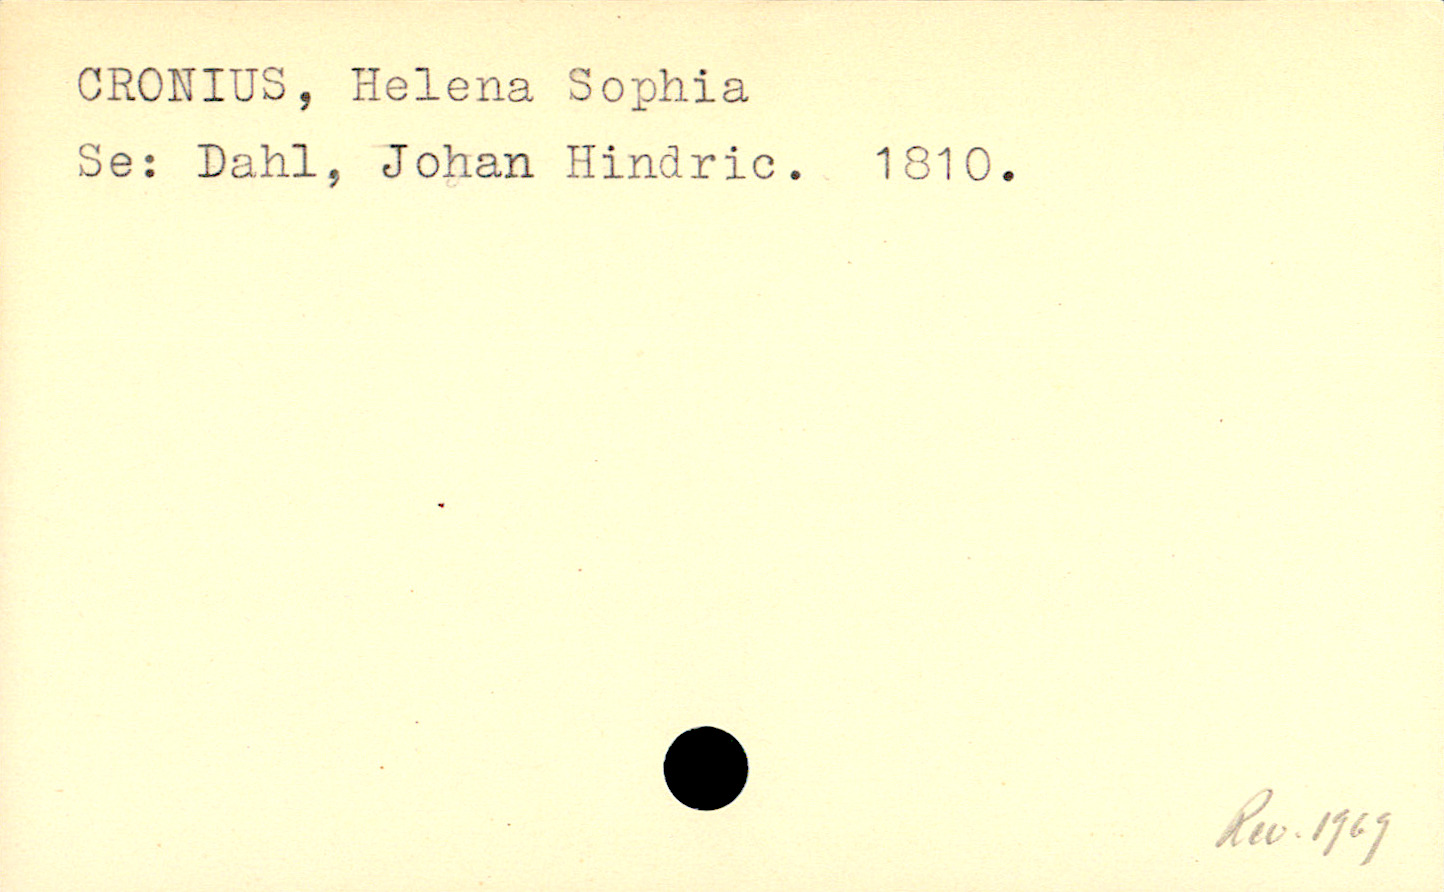 CRONIUS, Helena Sophia
Se: Dahl, Johan Hindric. 1810.
Rev. 1969